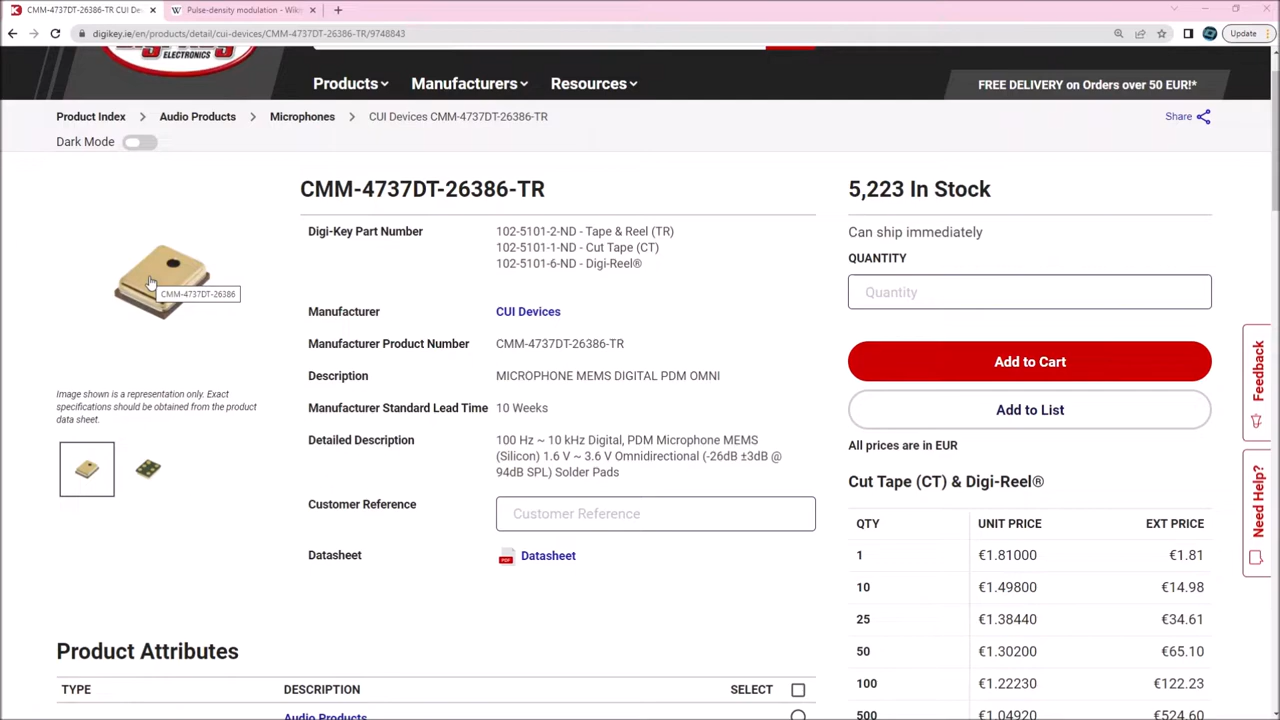 CMM-4737DT-26386-TR CUI De
Pulse-density modulation - Wiki
digikey.ie/en/products/detail/cui-devices/CMM-4737DT-26386-TR/9748843
Update
ELECTRONICS
Products
Manufacturers
Resources
FREE DELIVERY on Orders over 50 EUR!*
Product Index
Audio Products
Microphones
CUI Devices CMM-4737DT-26386-TR
Share
Dark Mode
CMM-4737DT-26386-TR
Digi-Key Part Number
102-5101-2-ND - Tape & Reel (TR)
102-5101-1-ND - Cut Tape (CT)
102-5101-6-ND - Digi-Reel®
Manufacturer
CUI Devices
Manufacturer Product Number
CMM-4737DT-26386-TR
Description
MICROPHONE MEMS DIGITAL PDM OMNI
Manufacturer Standard Lead Time
10 Weeks
Detailed Description
100 Hz ~ 10 kHz Digital, PDM Microphone MEMS
(Silicon) 1.6 V ~ 3.6 V Omnidirectional (-26dB ±3dB @
94dB SPL) Solder Pads
Customer Reference
Customer Reference
Datasheet
PDF
Datasheet
CMM-4737DT-26386
Image shown is a representation only. Exact
specifications should be obtained from the product
data sheet.
Product Attributes
TYPE
DESCRIPTION
SELECT
Audio Products
5,223 In Stock
Can ship immediately
QUANTITY
Quantity
Add to Cart
Add to List
All prices are in EUR
Cut Tape (CT) & Digi-Reel®
QTY
UNIT PRICE
EXT PRICE
1
€1.81000
€1.81
10
€1.49800
€14.98
25
€1.38440
€34.61
50
€1.30200
€65.10
100
€1.22230
€122.23
500
€1.04920
€524.60
Feedback
Need Help?